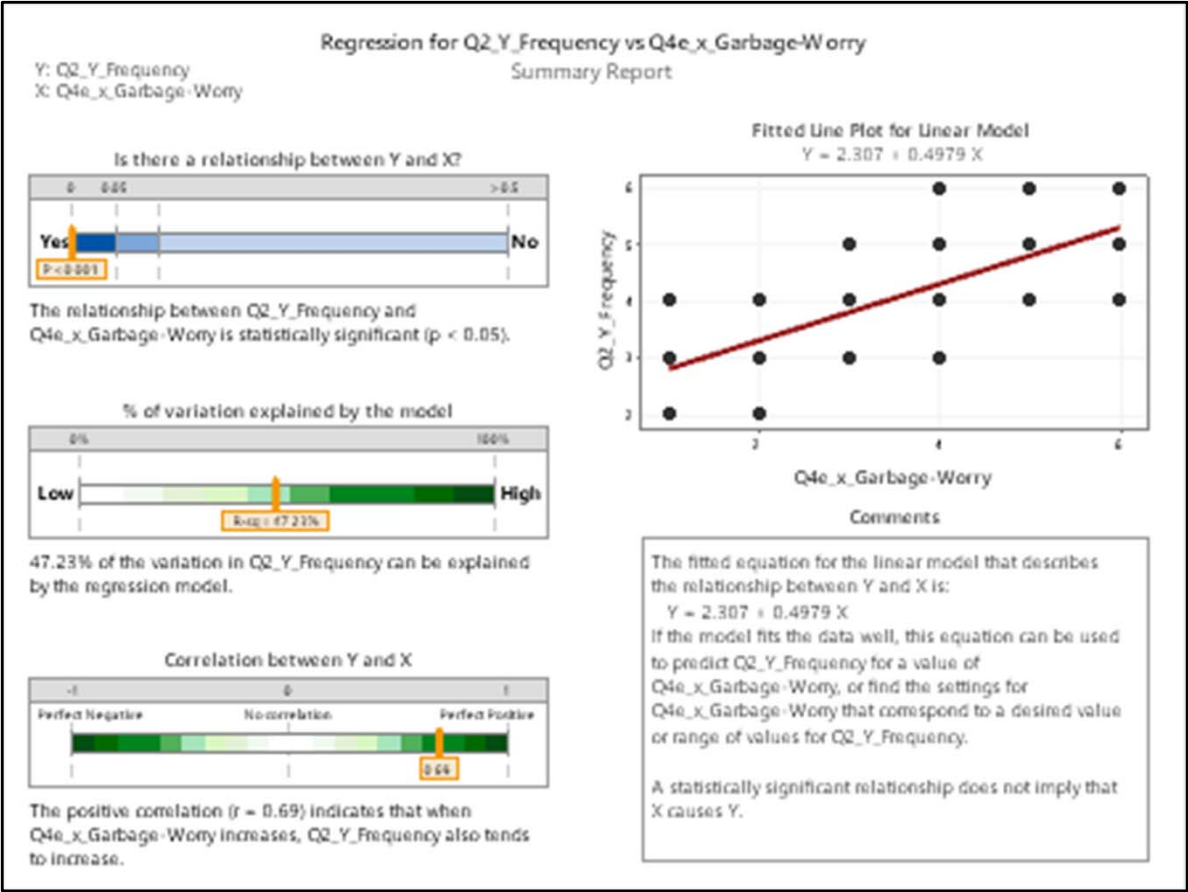 Regression for Q2_Y_Frequency vs Q4e_x_Garbage-Worry
Summary Report
Y: Q2_Y_Frequency
X: Q4e_x_Garbage-Worry
Is there a relationship between Y and X?
0 0.05 >0.5
Yes No
P <0.001
The relationship between Q2_Y_Frequency and
Q4e_x_Garbage-Worry is statistically significant (p < 0.05).
% of variation explained by the model
0% 100%
Low High
R-sq = 47.23%
47.23% of the variation in Q2_Y_Frequency can be explained
by the regression model.
Correlation between Y and X
-1 0 1
Perfect Negative No correlation Perfect Positive
The positive correlation (r = 0.69) indicates that when
Q4e_x_Garbage-Worry increases, Q2_Y_Frequency also tends
to increase.
Fitted Line Plot for Linear Model
Y = 2.307 + 0.4979 X
6
5
4
3
2
Q2_Y_Frequency
2 4 6
Q4e_x_Garbage-Worry
Comments
The fitted equation for the linear model that describes
the relationship between Y and X is:
Y = 2.307 + 0.4979 X
If the model fits the data well, this equation can be used
to predict Q2_Y_Frequency for a value of
Q4e_x_Garbage-Worry, or find the settings for
Q4e_x_Garbage-Worry that correspond to a desired value
or range of values for Q2_Y_Frequency.
A statistically significant relationship does not imply that
X causes Y.